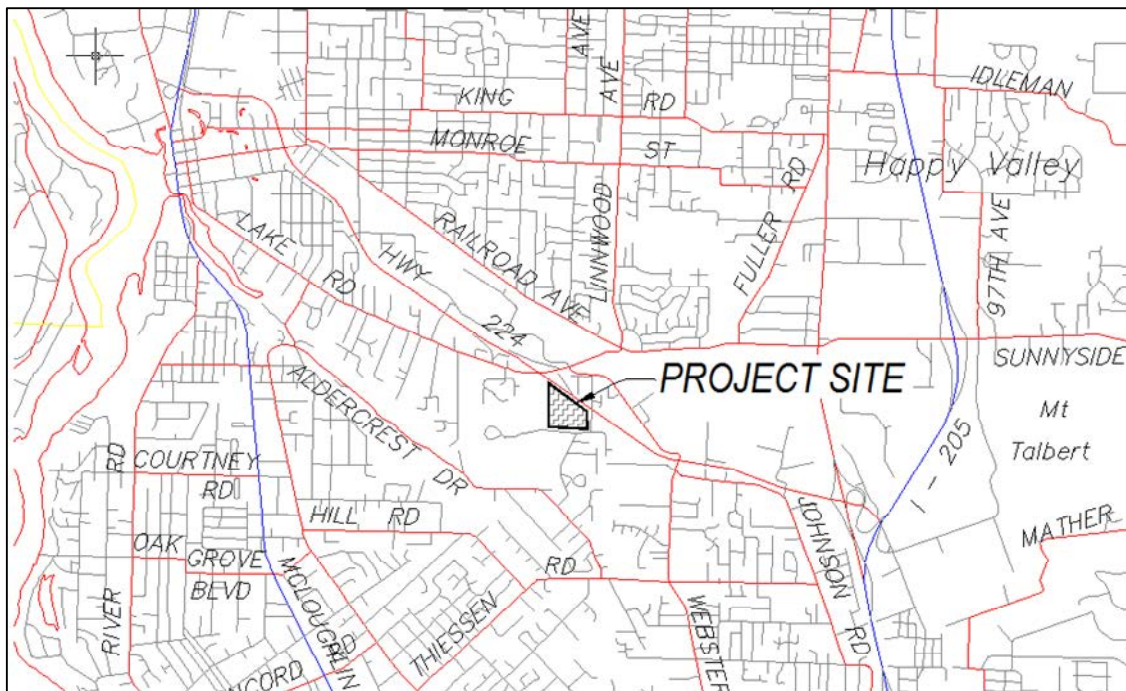 AVE
AVE
IDLEMAN
KING
RD
MONROE
ST
Happy Valley
LAKE
RD
HWY
224
RAILROAD AVE
LINNWOOD
FULLER
RD
97TH AVE
PROJECT SITE
SUNNYSIDE
Mt
Talbert
I-205
ALDERCREST
DR
RD
COURTNEY
RD
HILL RD
OAK
GROVE
BLVD
RIVER
MCLOUGHLIN
THIESSEN
RD
RD
NCORD
WEBSTER
JOHNSON
RD
MATHER